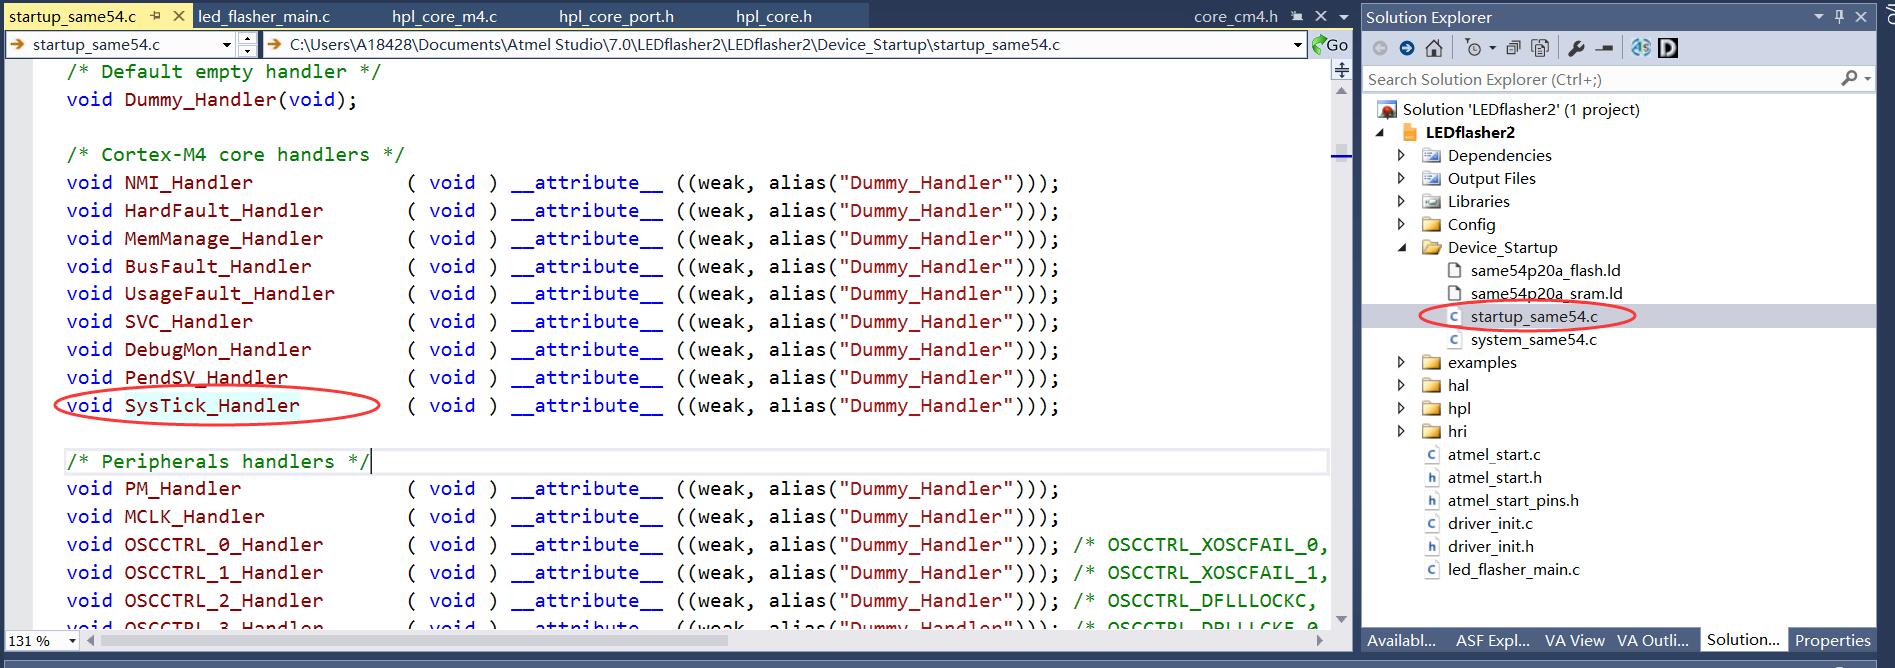 startup_same54.c
led_flasher_main.c
hpl_core_m4.c
hpl_core_port.h
hpl_core.h
core_cm4.h
startup_same54.c
C:\Users\A18428\Documents\Atmel Studio\7.0\LEDflasher2\LEDflasher2\Device_Startup\startup_same54.c
Go
/* Default empty handler */
void Dummy_Handler(void);
/* Cortex-M4 core handlers */
void NMI_Handler ( void ) __attribute__ ((weak, alias("Dummy_Handler")));
void HardFault_Handler ( void ) __attribute__ ((weak, alias("Dummy_Handler")));
void MemManage_Handler ( void ) __attribute__ ((weak, alias("Dummy_Handler")));
void BusFault_Handler ( void ) __attribute__ ((weak, alias("Dummy_Handler")));
void UsageFault_Handler ( void ) __attribute__ ((weak, alias("Dummy_Handler")));
void SVC_Handler ( void ) __attribute__ ((weak, alias("Dummy_Handler")));
void DebugMon_Handler ( void ) __attribute__ ((weak, alias("Dummy_Handler")));
void PendSV_Handler ( void ) __attribute__ ((weak, alias("Dummy_Handler")));
void SysTick_Handler ( void ) __attribute__ ((weak, alias("Dummy_Handler")));
/* Peripherals handlers */
void PM_Handler ( void ) __attribute__ ((weak, alias("Dummy_Handler")));
void MCLK_Handler ( void ) __attribute__ ((weak, alias("Dummy_Handler")));
void OSCCTRL_0_Handler ( void ) __attribute__ ((weak, alias("Dummy_Handler"))); /* OSCCTRL_XOSCFAIL_0,
void OSCCTRL_1_Handler ( void ) __attribute__ ((weak, alias("Dummy_Handler"))); /* OSCCTRL_XOSCFAIL_1,
void OSCCTRL_2_Handler ( void ) __attribute__ ((weak, alias("Dummy_Handler"))); /* OSCCTRL_DFLLLOCKC,
131 %
Solution Explorer
Search Solution Explorer (Ctrl+;)
Solution 'LEDflasher2' (1 project)
LEDflasher2
Dependencies
Output Files
Libraries
Config
Device_Startup
same54p20a_flash.ld
same54p20a_sram.ld
startup_same54.c
system_same54.c
examples
hal
hpl
hri
atmel_start.c
atmel_start.h
atmel_start_pins.h
driver_init.c
driver_init.h
led_flasher_main.c
Availabl... ASF Expl... VA View VA Outli... Solution... Properties